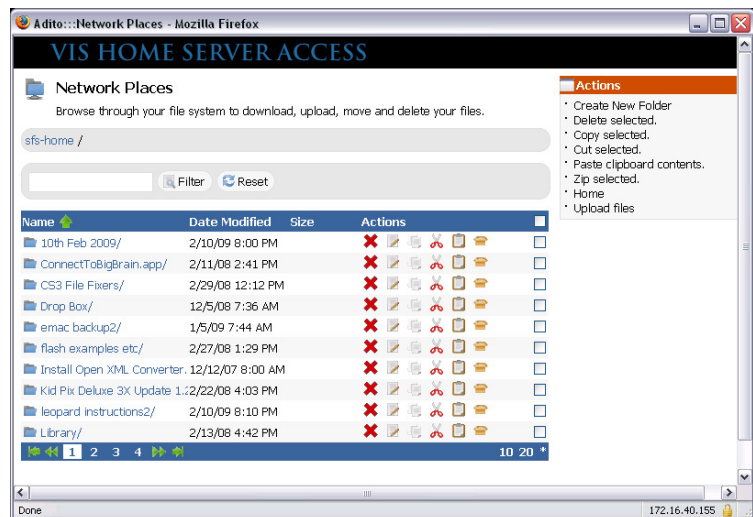 Adito:::Network Places - Mozilla Firefox
VIS HOME SERVER ACCESS
Network Places
Browse through your file system to download, upload, move and delete your files.
sfs-home /
Filter Reset
Name Date Modified Size Actions
10th Feb 2009/ 2/10/09 8:00 PM
ConnectToBigBrain.app/ 2/11/08 2:41 PM
CS3 File Fixers/ 2/29/08 12:12 PM
Drop Box/ 12/5/08 7:36 AM
emac backup2/ 1/5/09 7:44 AM
flash examples etc/ 2/27/08 1:29 PM
Install Open XML Converter. 12/12/07 8:00 AM
Kid Pix Deluxe 3X Update 1. 2/22/08 4:03 PM
leopard instructions2/ 2/10/09 8:10 PM
Library/ 2/13/08 4:42 PM
1 2 3 4 10 20 *
Actions
Create New Folder
Delete selected.
Copy selected.
Cut selected.
Paste clipboard contents.
Zip selected.
Home
Upload files
Done 172.16.40.155